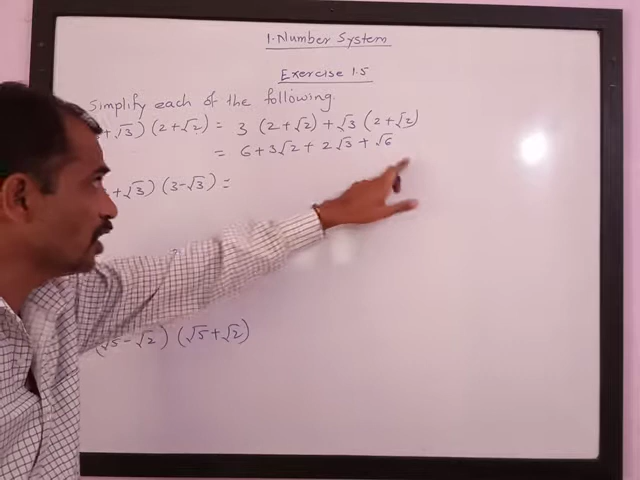 1. Number System
Exercise 1.5
Simplify each of the following.
+√3) (2+√2) = 3 (2+√2) + √3 (2+√2)
= 6+3√2 + 2√3 + √6
+√3) (3-√3) =
(√5-√2) (√5+√2)